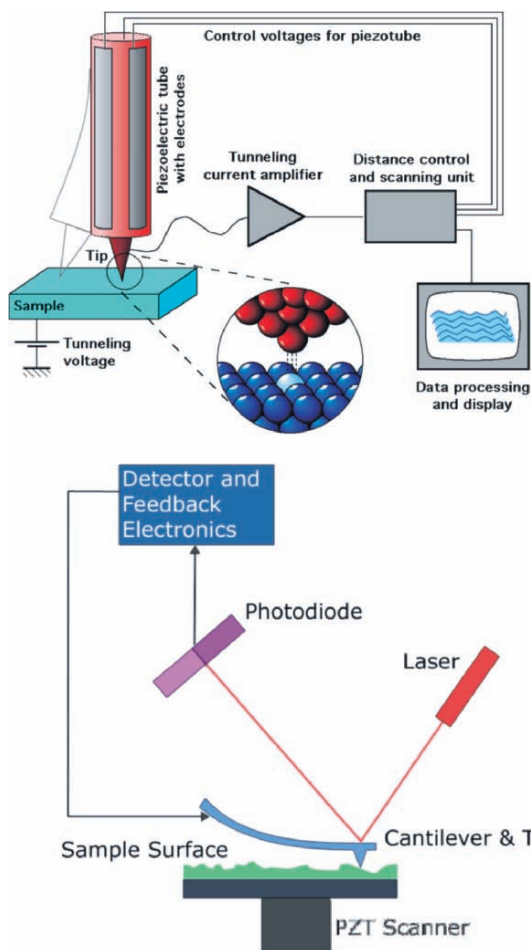 Control voltages for piezotube
Piezoelectric tube
with electrodes
Tunneling
current amplifier
Distance control
and scanning unit
Tip
Sample
Tunneling
voltage
Data processing
and display
Detector and
Feedback
Electronics
Photodiode
Laser
Cantilever & T
Sample Surface
PZT Scanner